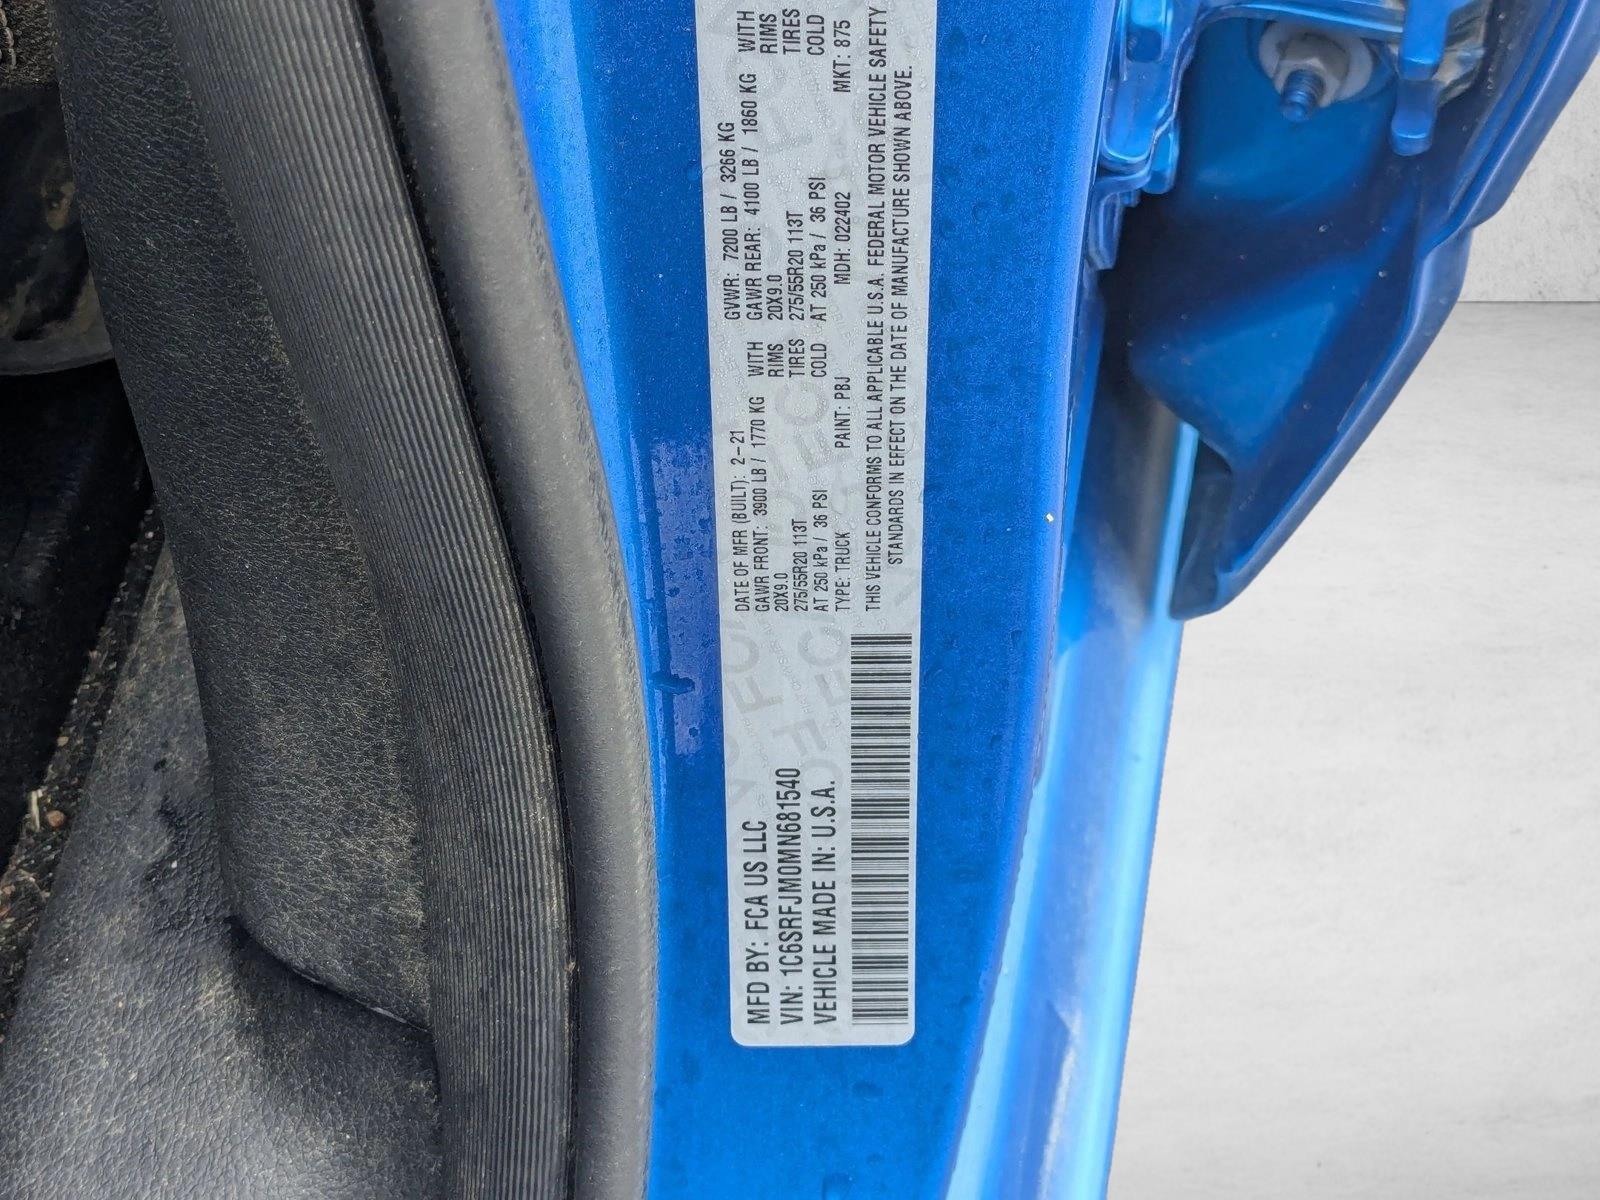 MFD BY: FCA US LLC
VIN: 1C6SRFJM0MN681540
VEHICLE MADE IN: U.S.A.
DATE OF MFR (BUILT): 2-21 GVWR: 7200 LB / 3266 KG
GAWR FRONT: 3900 LB / 1770 KG WITH GAWR REAR: 4100 LB / 1860 KG WITH
20X9.0 RIMS 20X9.0 RIMS
275/55R20 113T TIRES 275/55R20 113T TIRES
AT 250 kPa / 36 PSI COLD AT 250 kPa / 36 PSI COLD
TYPE: TRUCK PAINT: PBJ MDH: 022402 MKT: 875
THIS VEHICLE CONFORMS TO ALL APPLICABLE U.S.A. FEDERAL MOTOR VEHICLE SAFETY
STANDARDS IN EFFECT ON THE DATE OF MANUFACTURE SHOWN ABOVE.